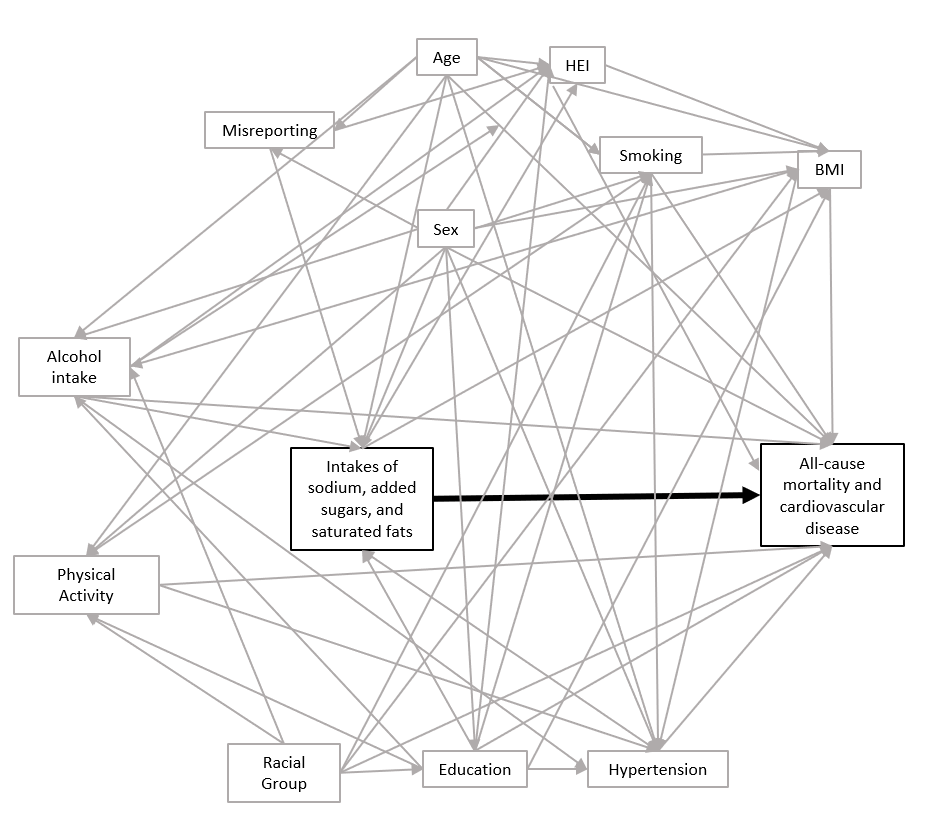 Age
HEI
Misreporting
Smoking
BMI
Sex
Alcohol
intake
Intakes of
sodium, added
sugars, and
saturated fats
All-cause
mortality and
cardiovascular
disease
Physical
Activity
Racial
Group
Education
Hypertension